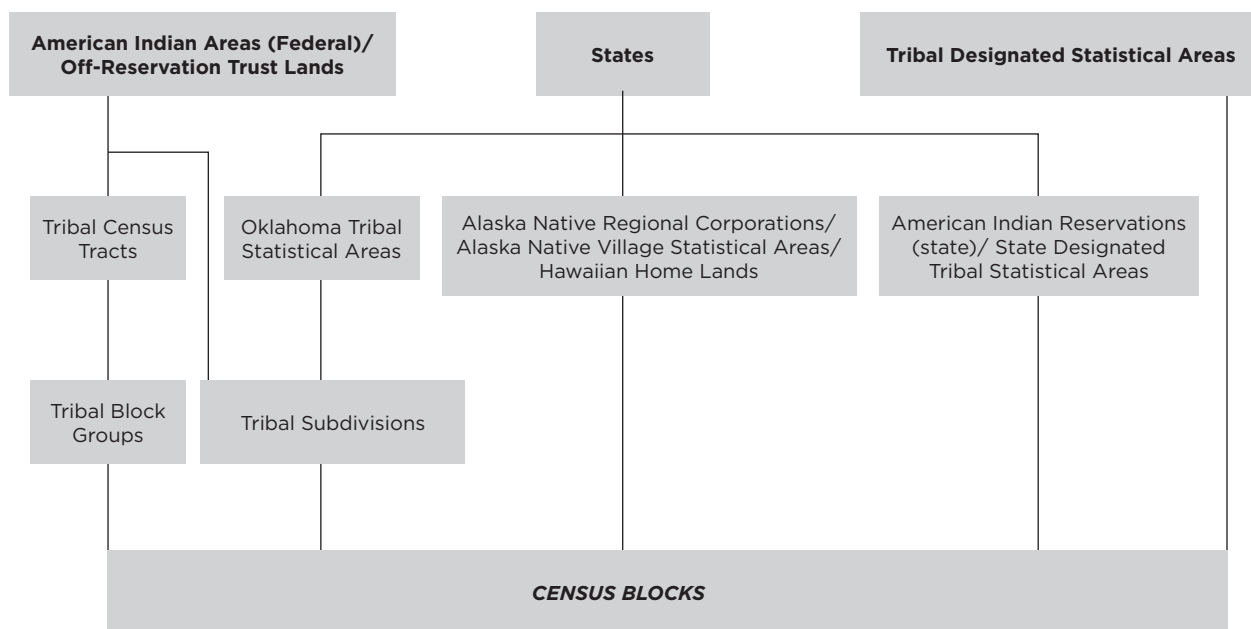 American Indian Areas (Federal)/
Off-Reservation Trust Lands
States
Tribal Designated Statistical Areas
Tribal Census
Tracts
Oklahoma Tribal
Statistical Areas
Alaska Native Regional Corporations/
Alaska Native Village Statistical Areas/
Hawaiian Home Lands
American Indian Reservations
(state)/ State Designated
Tribal Statistical Areas
Tribal Block
Groups
Tribal Subdivisions
CENSUS BLOCKS